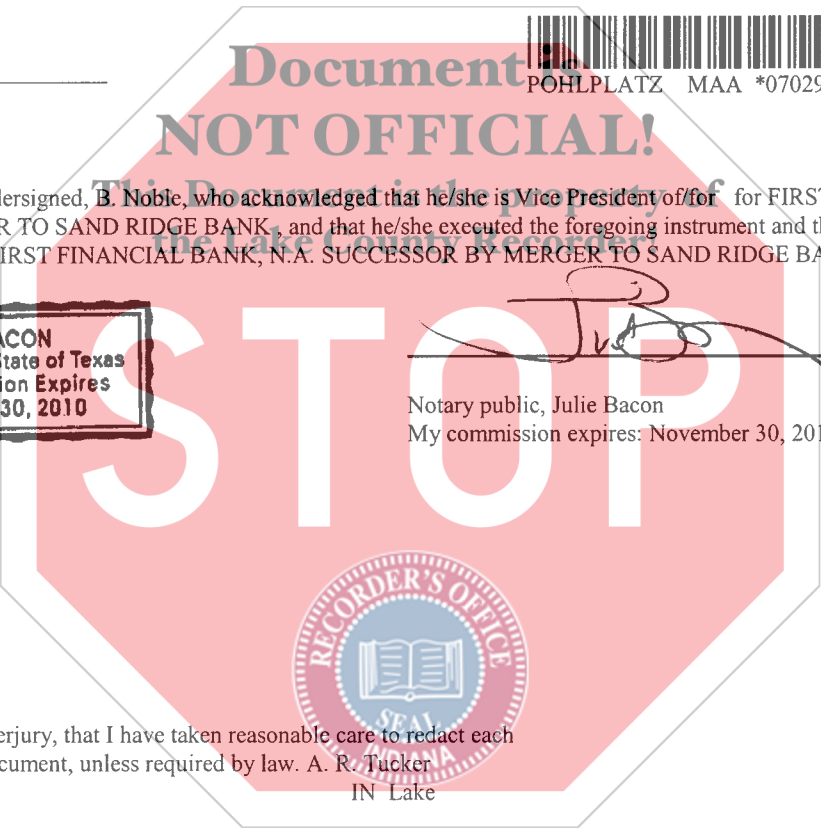 Document is
POHLPLATZ MAA *07029
NOT OFFICIAL!
This Document is the property of
dersigned, B. Noble, who acknowledged that he/she is Vice President of/for for FIRST
R TO SAND RIDGE BANK , and that he/she executed the foregoing instrument and th
the Lake County Recorder!
IRST FINANCIAL BANK, N.A. SUCCESSOR BY MERGER TO SAND RIDGE BA
STOP
ACON
State of Texas
ion Expires
30, 2010
Notary public, Julie Bacon
My commission expires: November 30, 201
RECORDER'S OFFICE
SEAL
INDIANA
erjury, that I have taken reasonable care to redact each
cument, unless required by law. A. R. Tucker
IN Lake